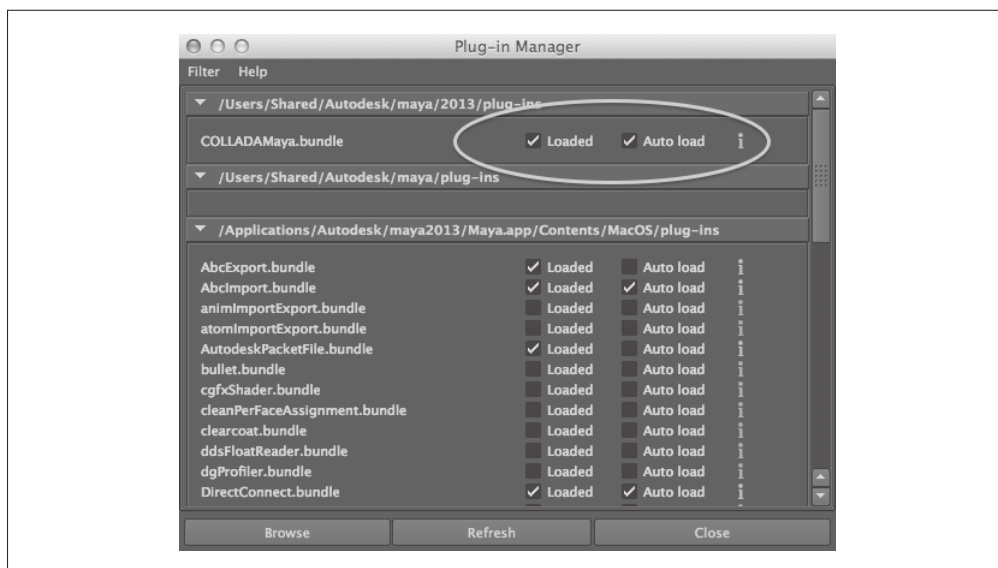 Plug-in Manager
Filter Help
/Users/Shared/Autodesk/maya/2013/plug-ins
COLLADAMaya.bundle Loaded Auto load i
/Users/Shared/Autodesk/maya/plug-ins
/Applications/Autodesk/maya2013/Maya.app/Contents/MacOS/plug-ins
AbcExport.bundle Loaded Auto load i
AbcImport.bundle Loaded Auto load i
animImportExport.bundle Loaded Auto load i
atomImportExport.bundle Loaded Auto load i
AutodeskPacketFile.bundle Loaded Auto load i
bullet.bundle Loaded Auto load i
cgfxShader.bundle Loaded Auto load i
cleanPerFaceAssignment.bundle Loaded Auto load i
clearcoat.bundle Loaded Auto load i
ddsFloatReader.bundle Loaded Auto load i
dgProfiler.bundle Loaded Auto load i
DirectConnect.bundle Loaded Auto load i
Browse Refresh Close